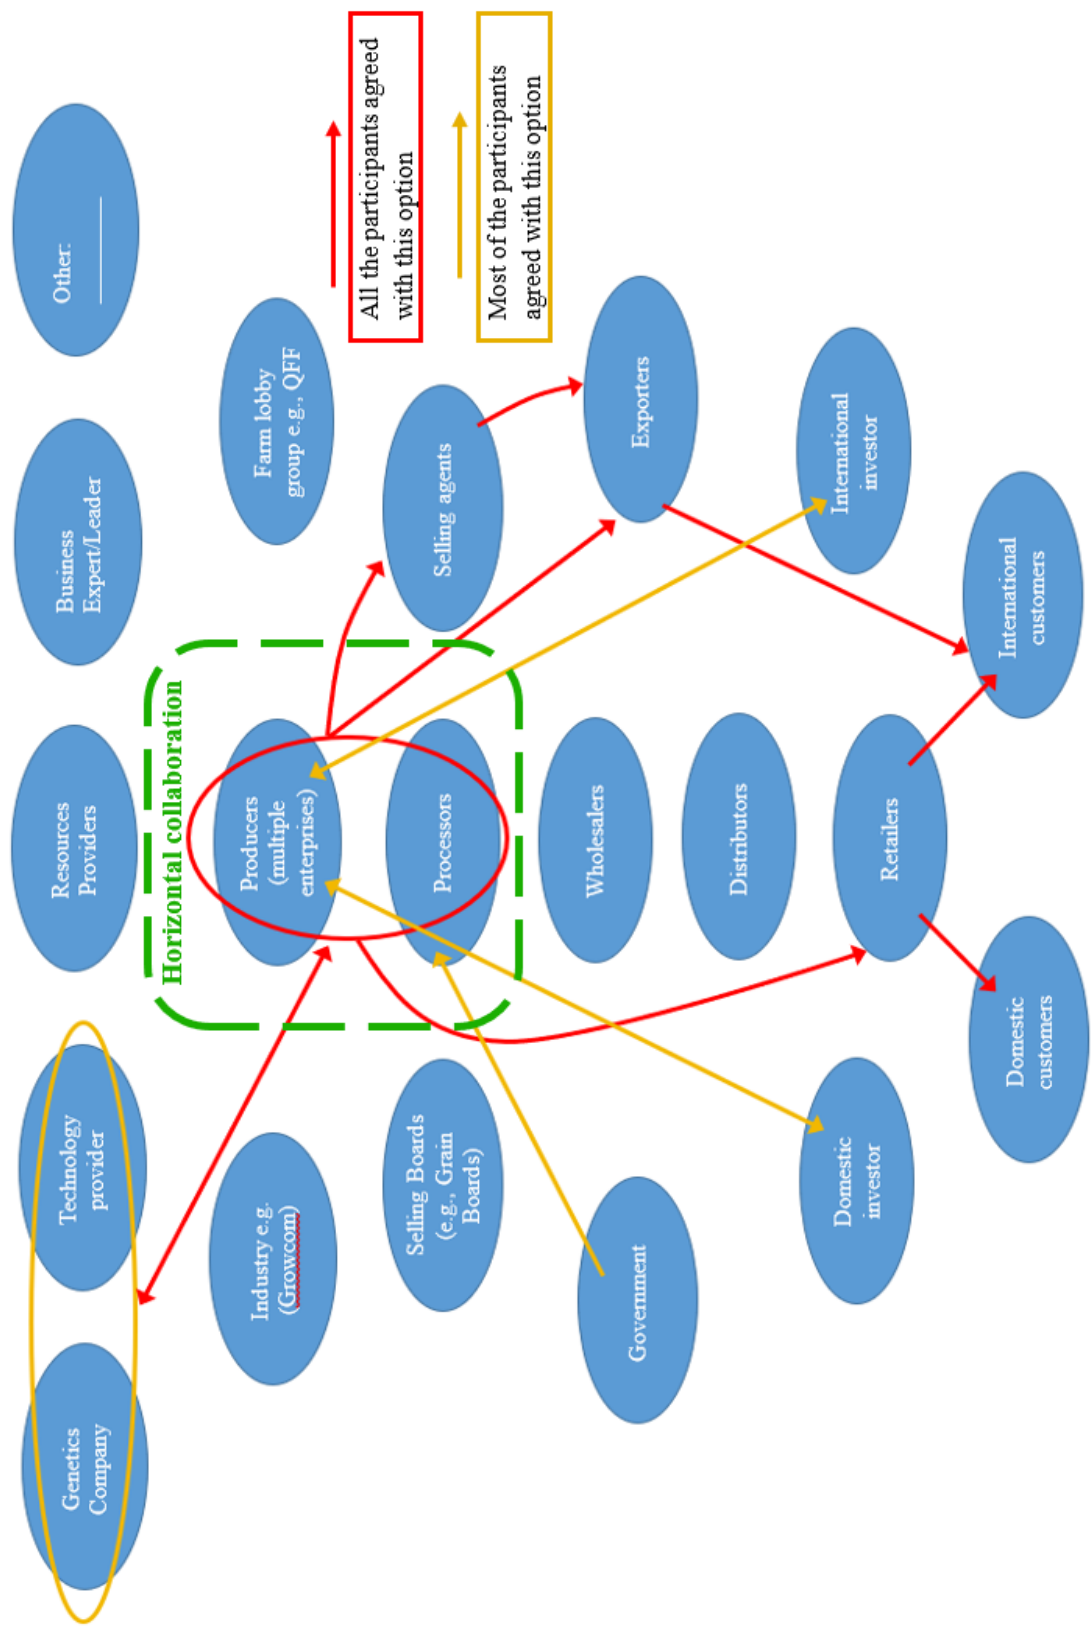 Genetics
Company
Technology
provider
Resources
Providers
Business
Expert/Leader
Other:
Horizontal collaboration
Industry e.g.
(Growcom)
Producers
(multiple
enterprises)
Farm lobby
group e.g., QFF
All the participants agreed
with this option
Most of the participants
agreed with this option
Selling Boards
(e.g., Grain
Boards)
Processors
Selling agents
Government
Wholesalers
Exporters
Distributors
Domestic
investor
Retailers
International
investor
Domestic
customers
International
customers